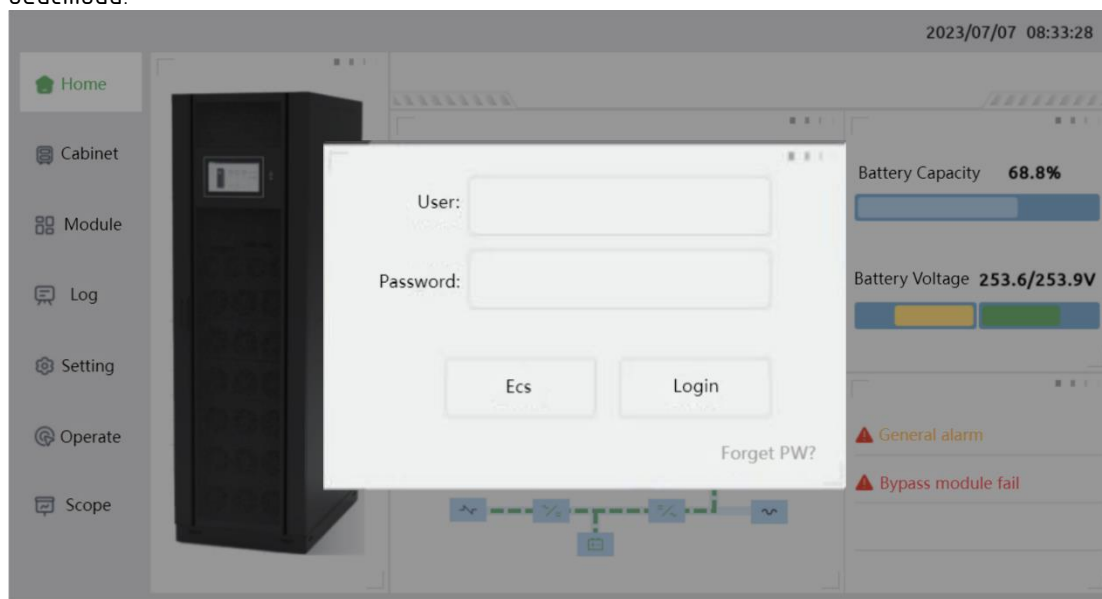 2023/07/07 08:33:28
Home
Cabinet
Module
Log
Setting
Operate
Scope
User:
Password:
Ecs
Login
Forget PW?
Battery Capacity 68.8%
Battery Voltage 253.6/253.9V
General alarm
Bypass module fail